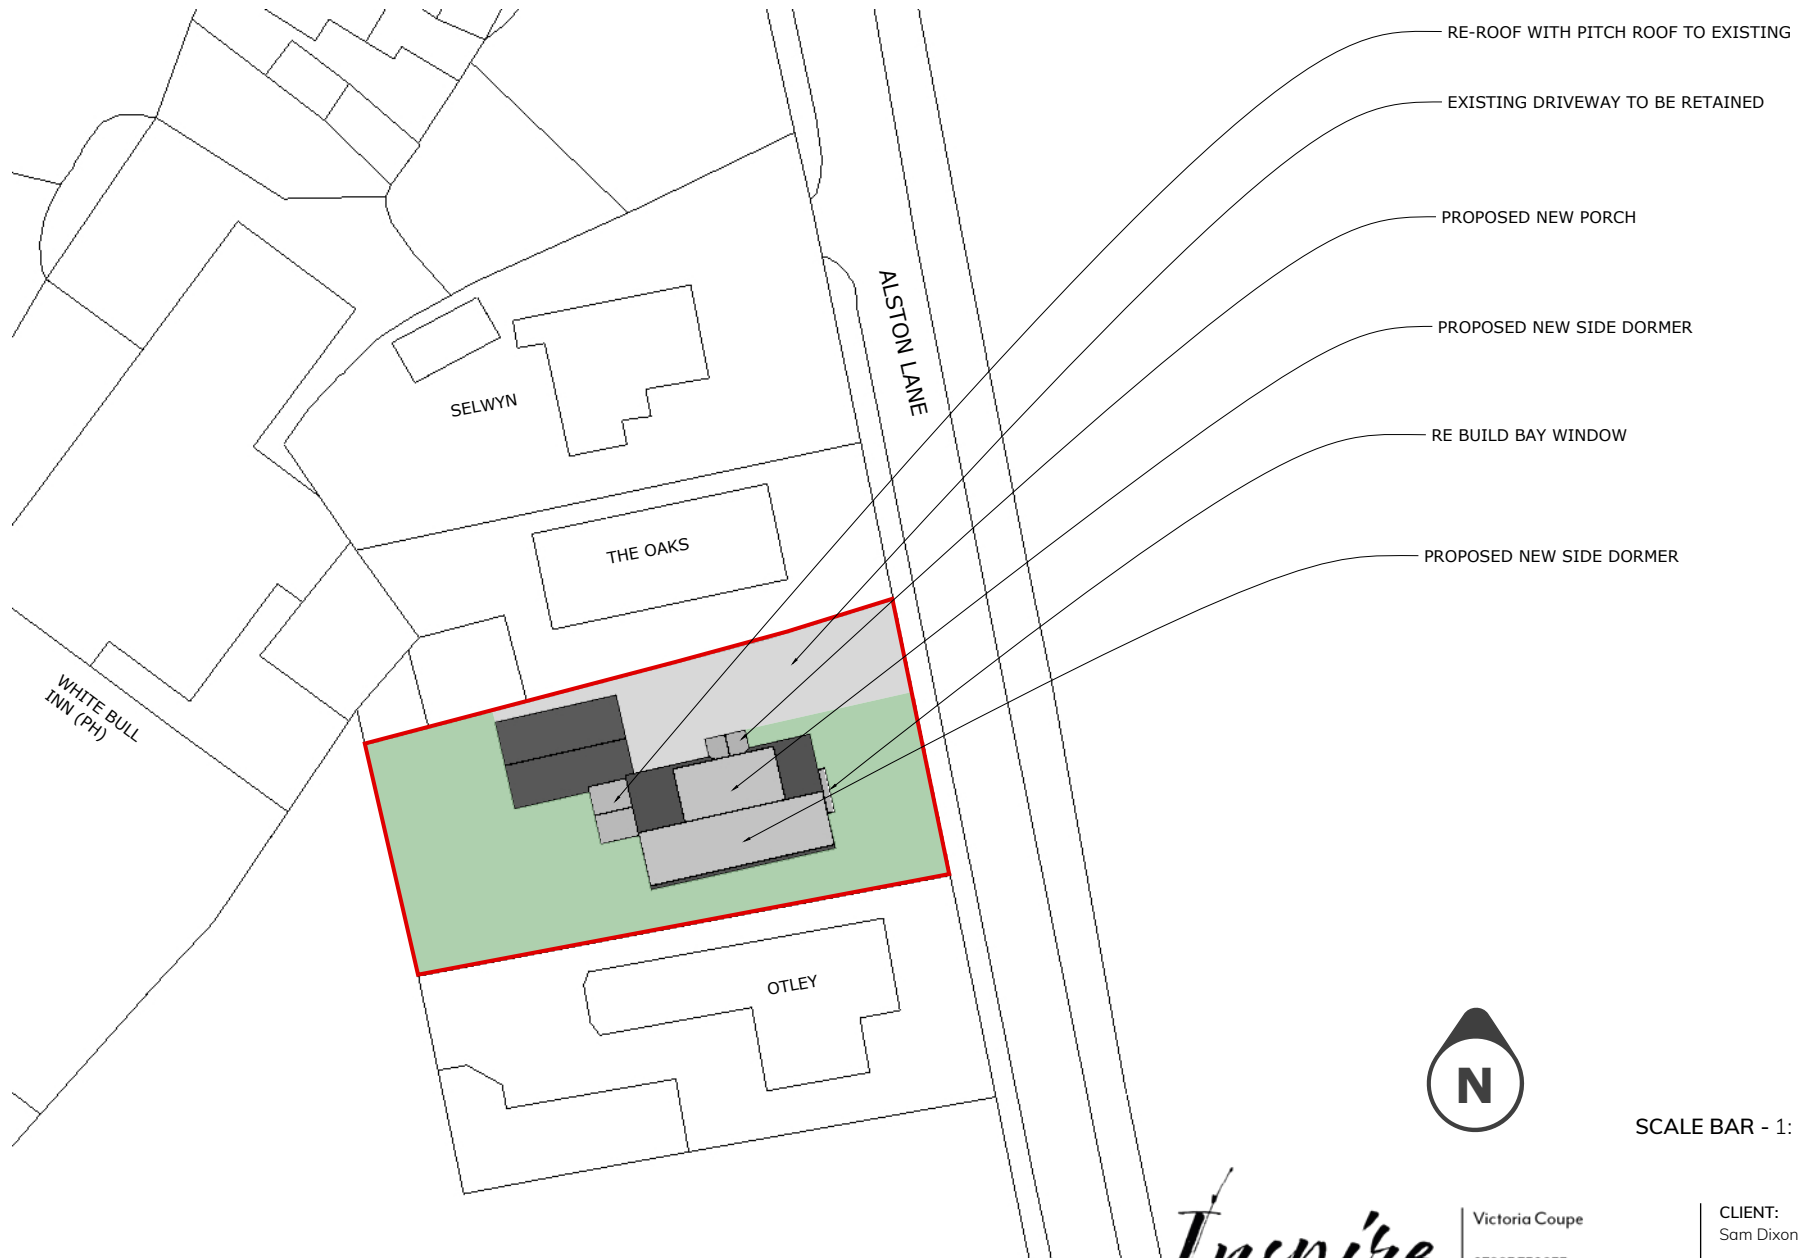 RE-ROOF WITH PITCH ROOF TO EXISTING
EXISTING DRIVEWAY TO BE RETAINED
PROPOSED NEW PORCH
PROPOSED NEW SIDE DORMER
RE BUILD BAY WINDOW
PROPOSED NEW SIDE DORMER
ALSTON LANE
SELWYN
THE OAKS
WHITE BULL
INN (PH)
OTLEY
N
SCALE BAR - 1:
Inspire
Victoria Coupe
CLIENT:
Sam Dixon